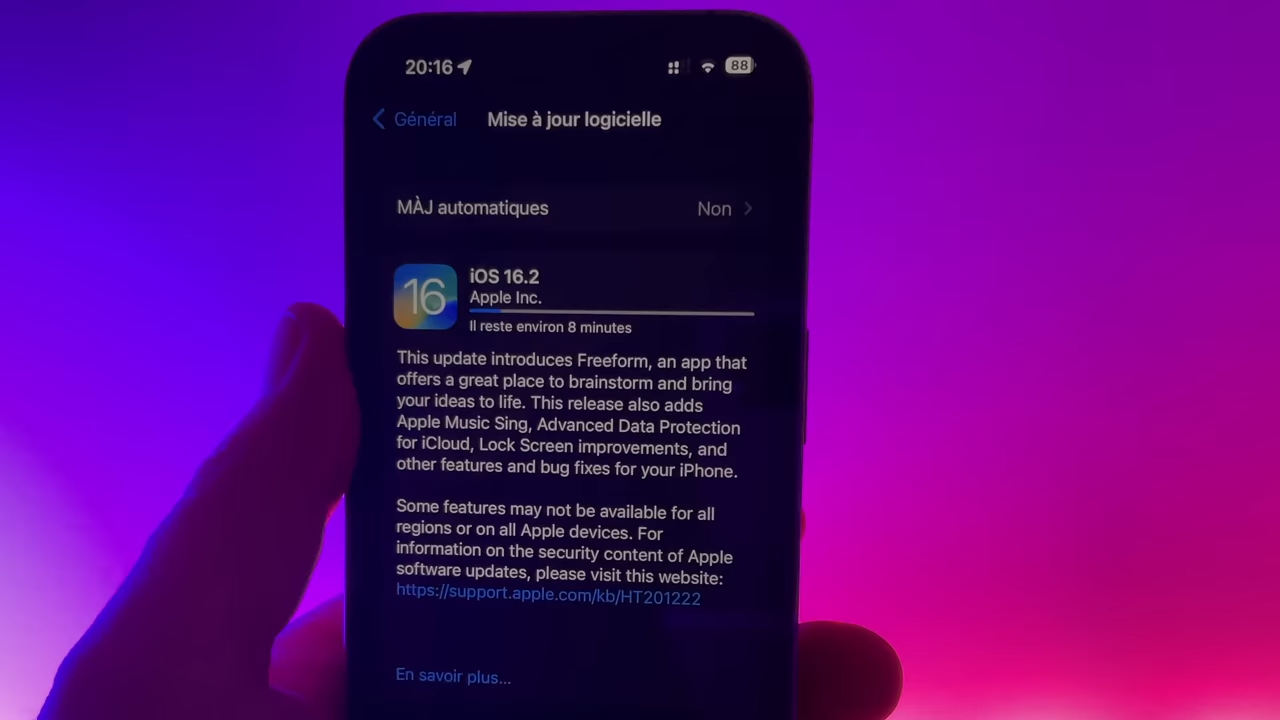 20:16
88
Général
Mise à jour logicielle
MÀJ automatiques
Non
16
iOS 16.2
Apple Inc.
Il reste environ 8 minutes
This update introduces Freeform, an app that
offers a great place to brainstorm and bring
your ideas to life. This release also adds
Apple Music Sing, Advanced Data Protection
for iCloud, Lock Screen improvements, and
other features and bug fixes for your iPhone.
Some features may not be available for all
regions or on all Apple devices. For
information on the security content of Apple
software updates, please visit this website:
https://support.apple.com/kb/HT201222
En savoir plus...